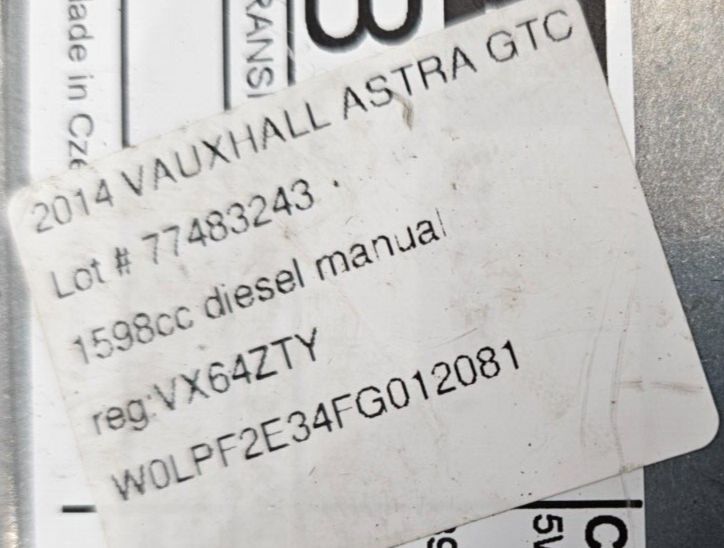 2014 VAUXHALL ASTRA GTC
Lot # 77483243
1598cc diesel manual
reg:VX64ZTY
W0LPF2E34FG012081